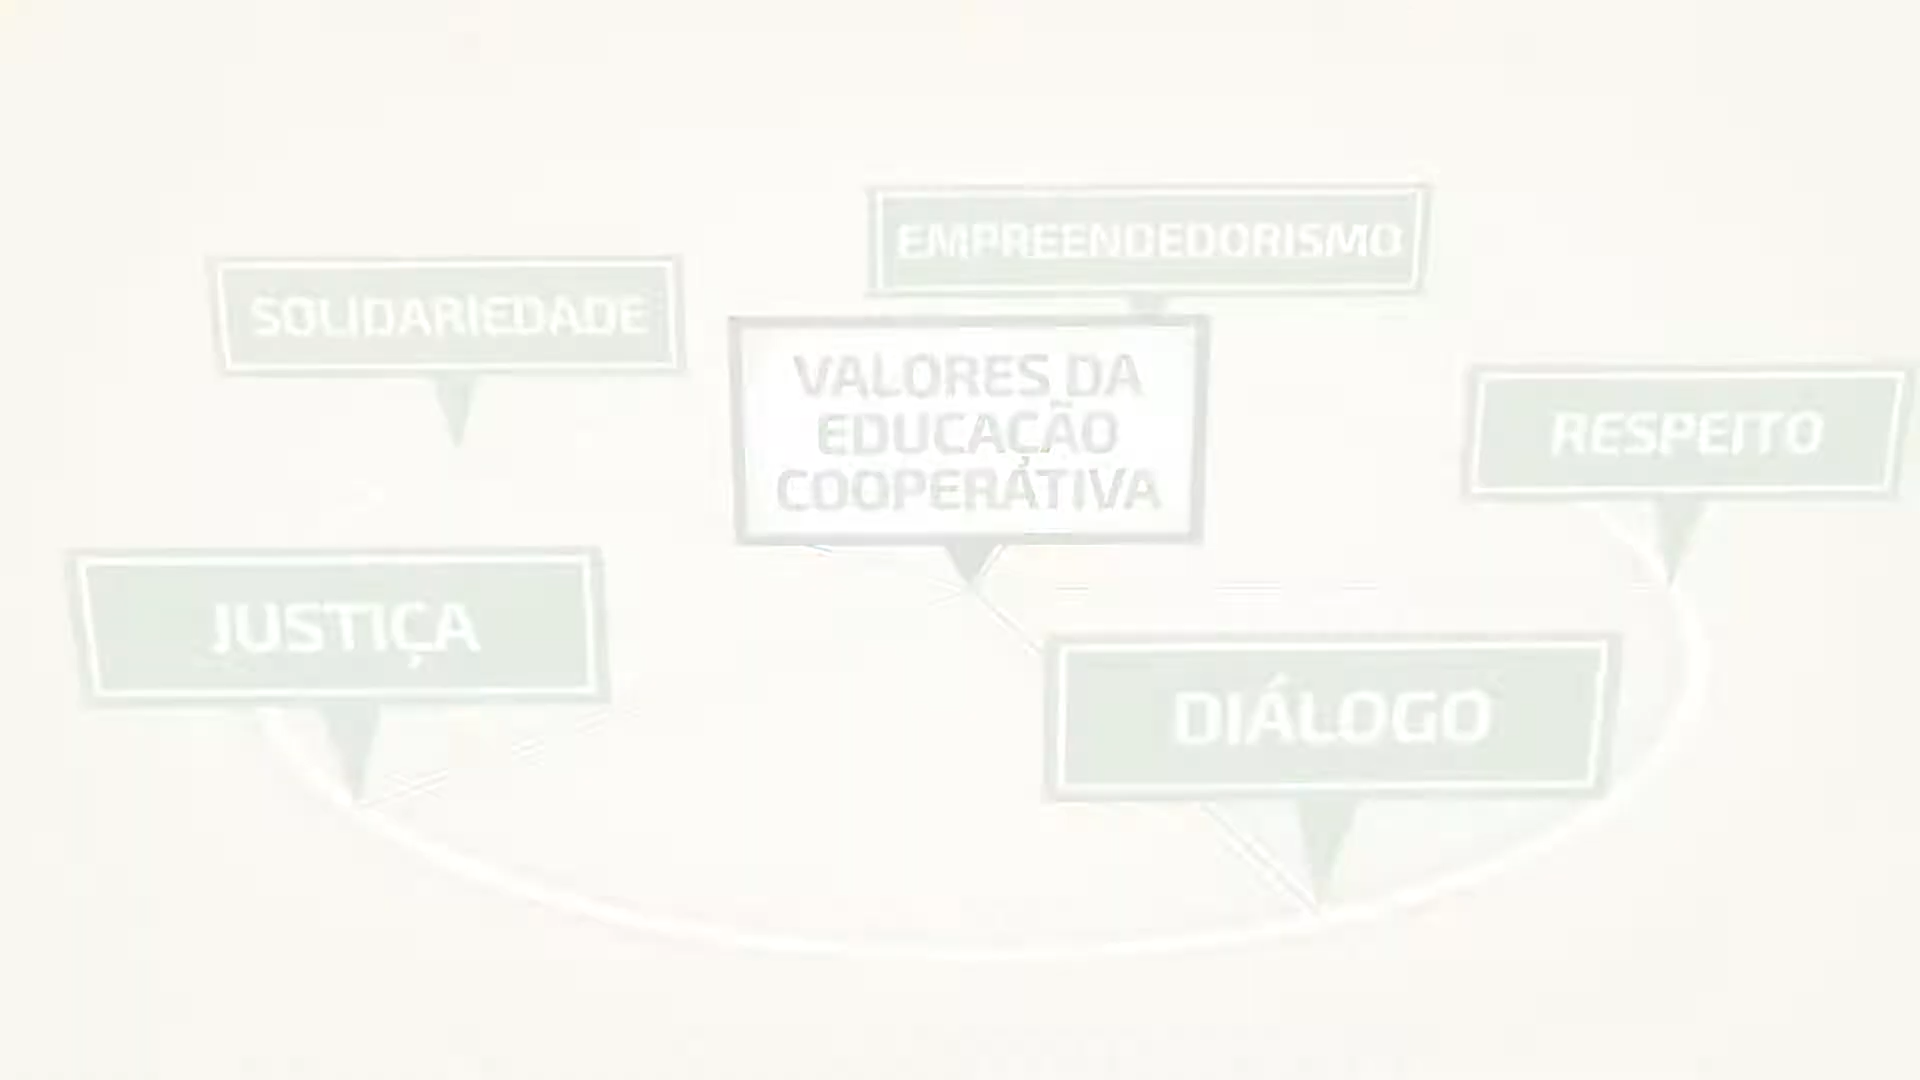 EMPREENDEDORISMO
SOLIDARIEDADE
VALORES DA
EDUCAÇÃO
COOPERATIVA
RESPEITO
JUSTIÇA
DIÁLOGO